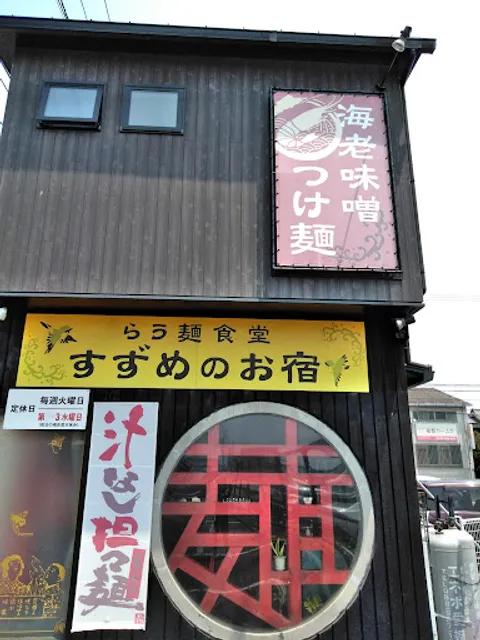 海老味噌
つけ麺
らう麺食堂
すずめのお宿
定休日
毎週火曜日
第3水曜日
汁なし担々麺
麺